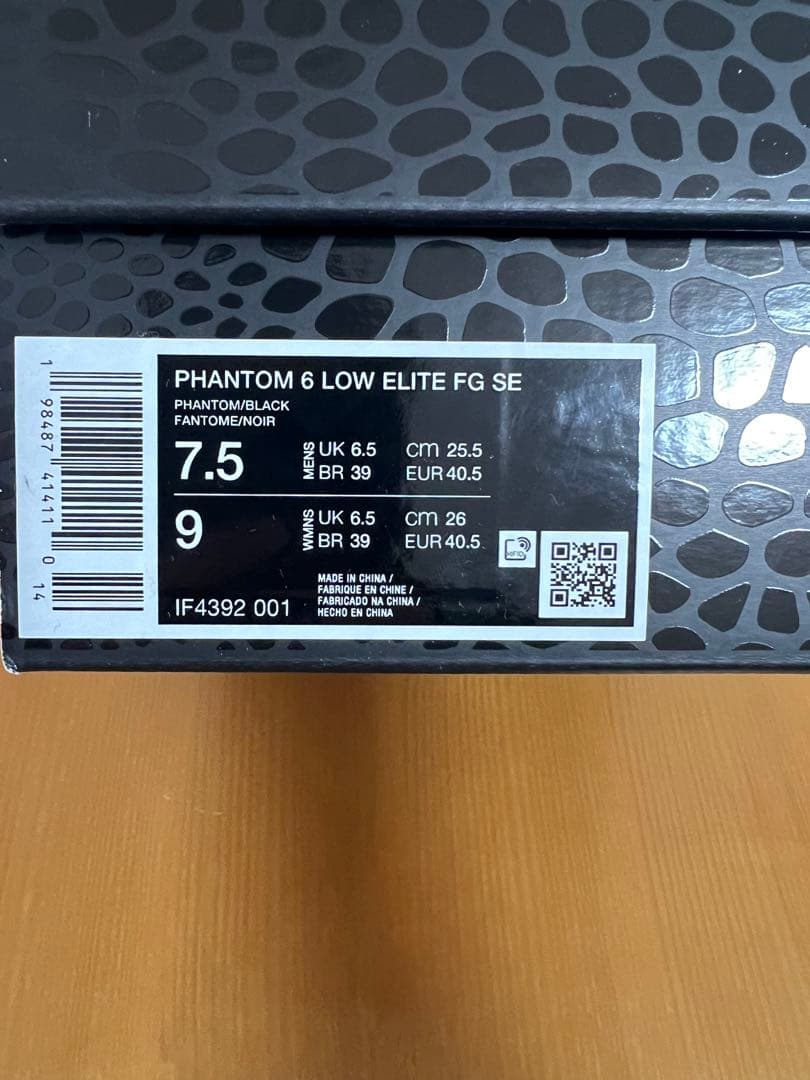 PHANTOM 6 LOW ELITE FG SE
PHANTOM/BLACK
FANTOME/NOIR
7.5 MENS UK 6.5 cm 25.5
BR 39 EUR 40.5
9 WMNS UK 6.5 cm 26
BR 39 EUR 40.5
IF4392 001
MADE IN CHINA /
FABRIQUE EN CHINE /
FABRICADO NA CHINA /
HECHO EN CHINA
1 98487 41411 0 14